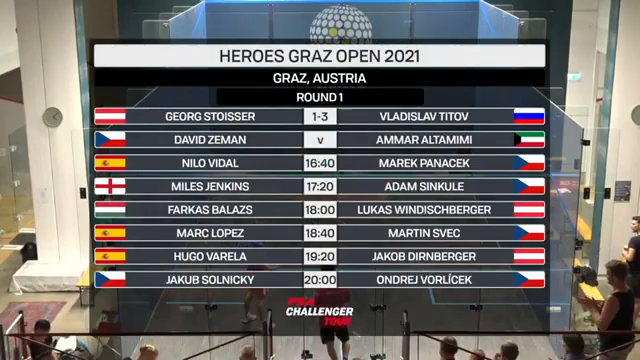 HEROES GRAZ OPEN 2021
GRAZ, AUSTRIA
ROUND 1
GEORG STOISSER 1-3 VLADISLAV TITOV
DAVID ZEMAN v AMMAR ALTAMIMI
NILO VIDAL 16:40 MAREK PANACEK
MILES JENKINS 17:20 ADAM SINKULE
FARKAS BALAZS 18:00 LUKAS WINDISCHBERGER
MARC LOPEZ 18:40 MARTIN SVEC
HUGO VARELA 19:20 JAKOB DIRNBERGER
JAKUB SOLNICKY 20:00 ONDREJ VORLÍCEK
PSA
CHALLENGER
TOUR